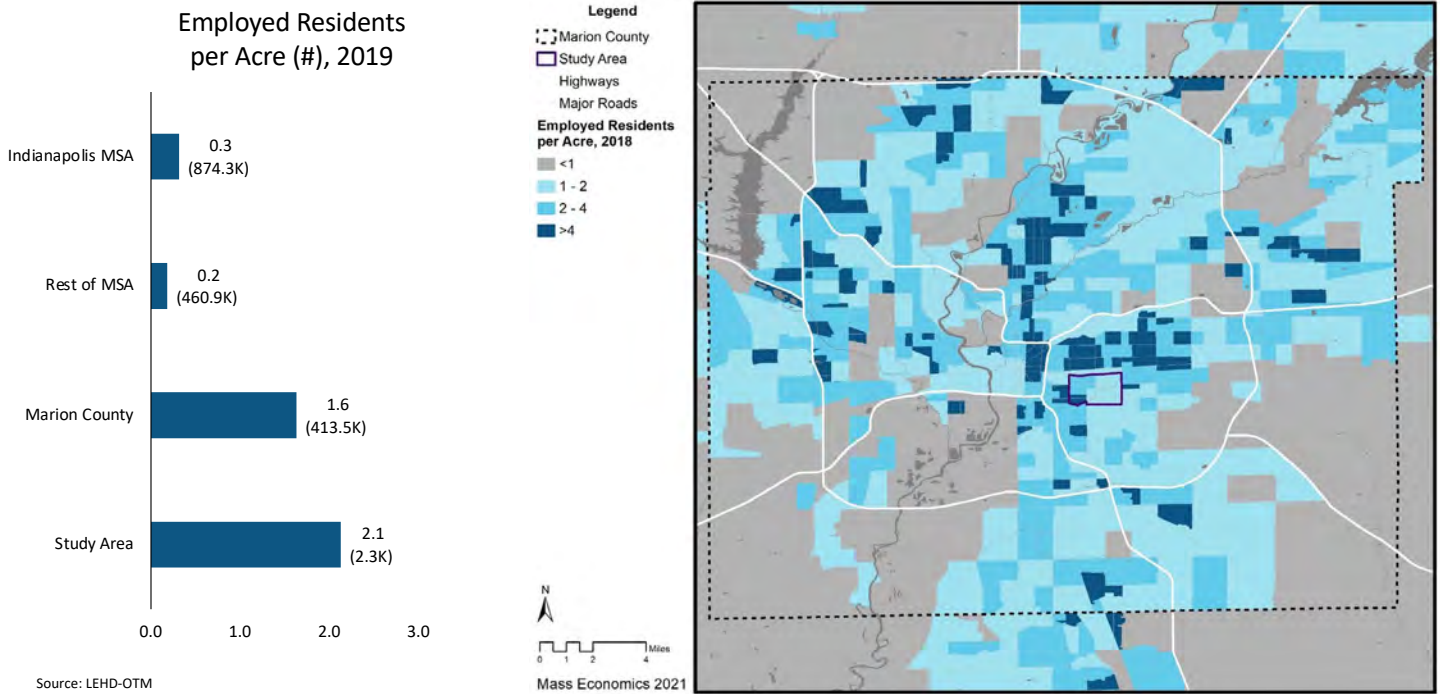 Employed Residents
per Acre (#), 2019
Indianapolis MSA
0.3
(874.3K)
Rest of MSA
0.2
(460.9K)
Marion County
1.6
(413.5K)
Study Area
2.1
(2.3K)
0.0 1.0 2.0 3.0
Source: LEHD-OTM
Legend
Marion County
Study Area
Highways
Major Roads
Employed Residents
per Acre, 2018
<1
1 - 2
2 - 4
>4
N
Miles
0 1 2 4
Mass Economics 2021